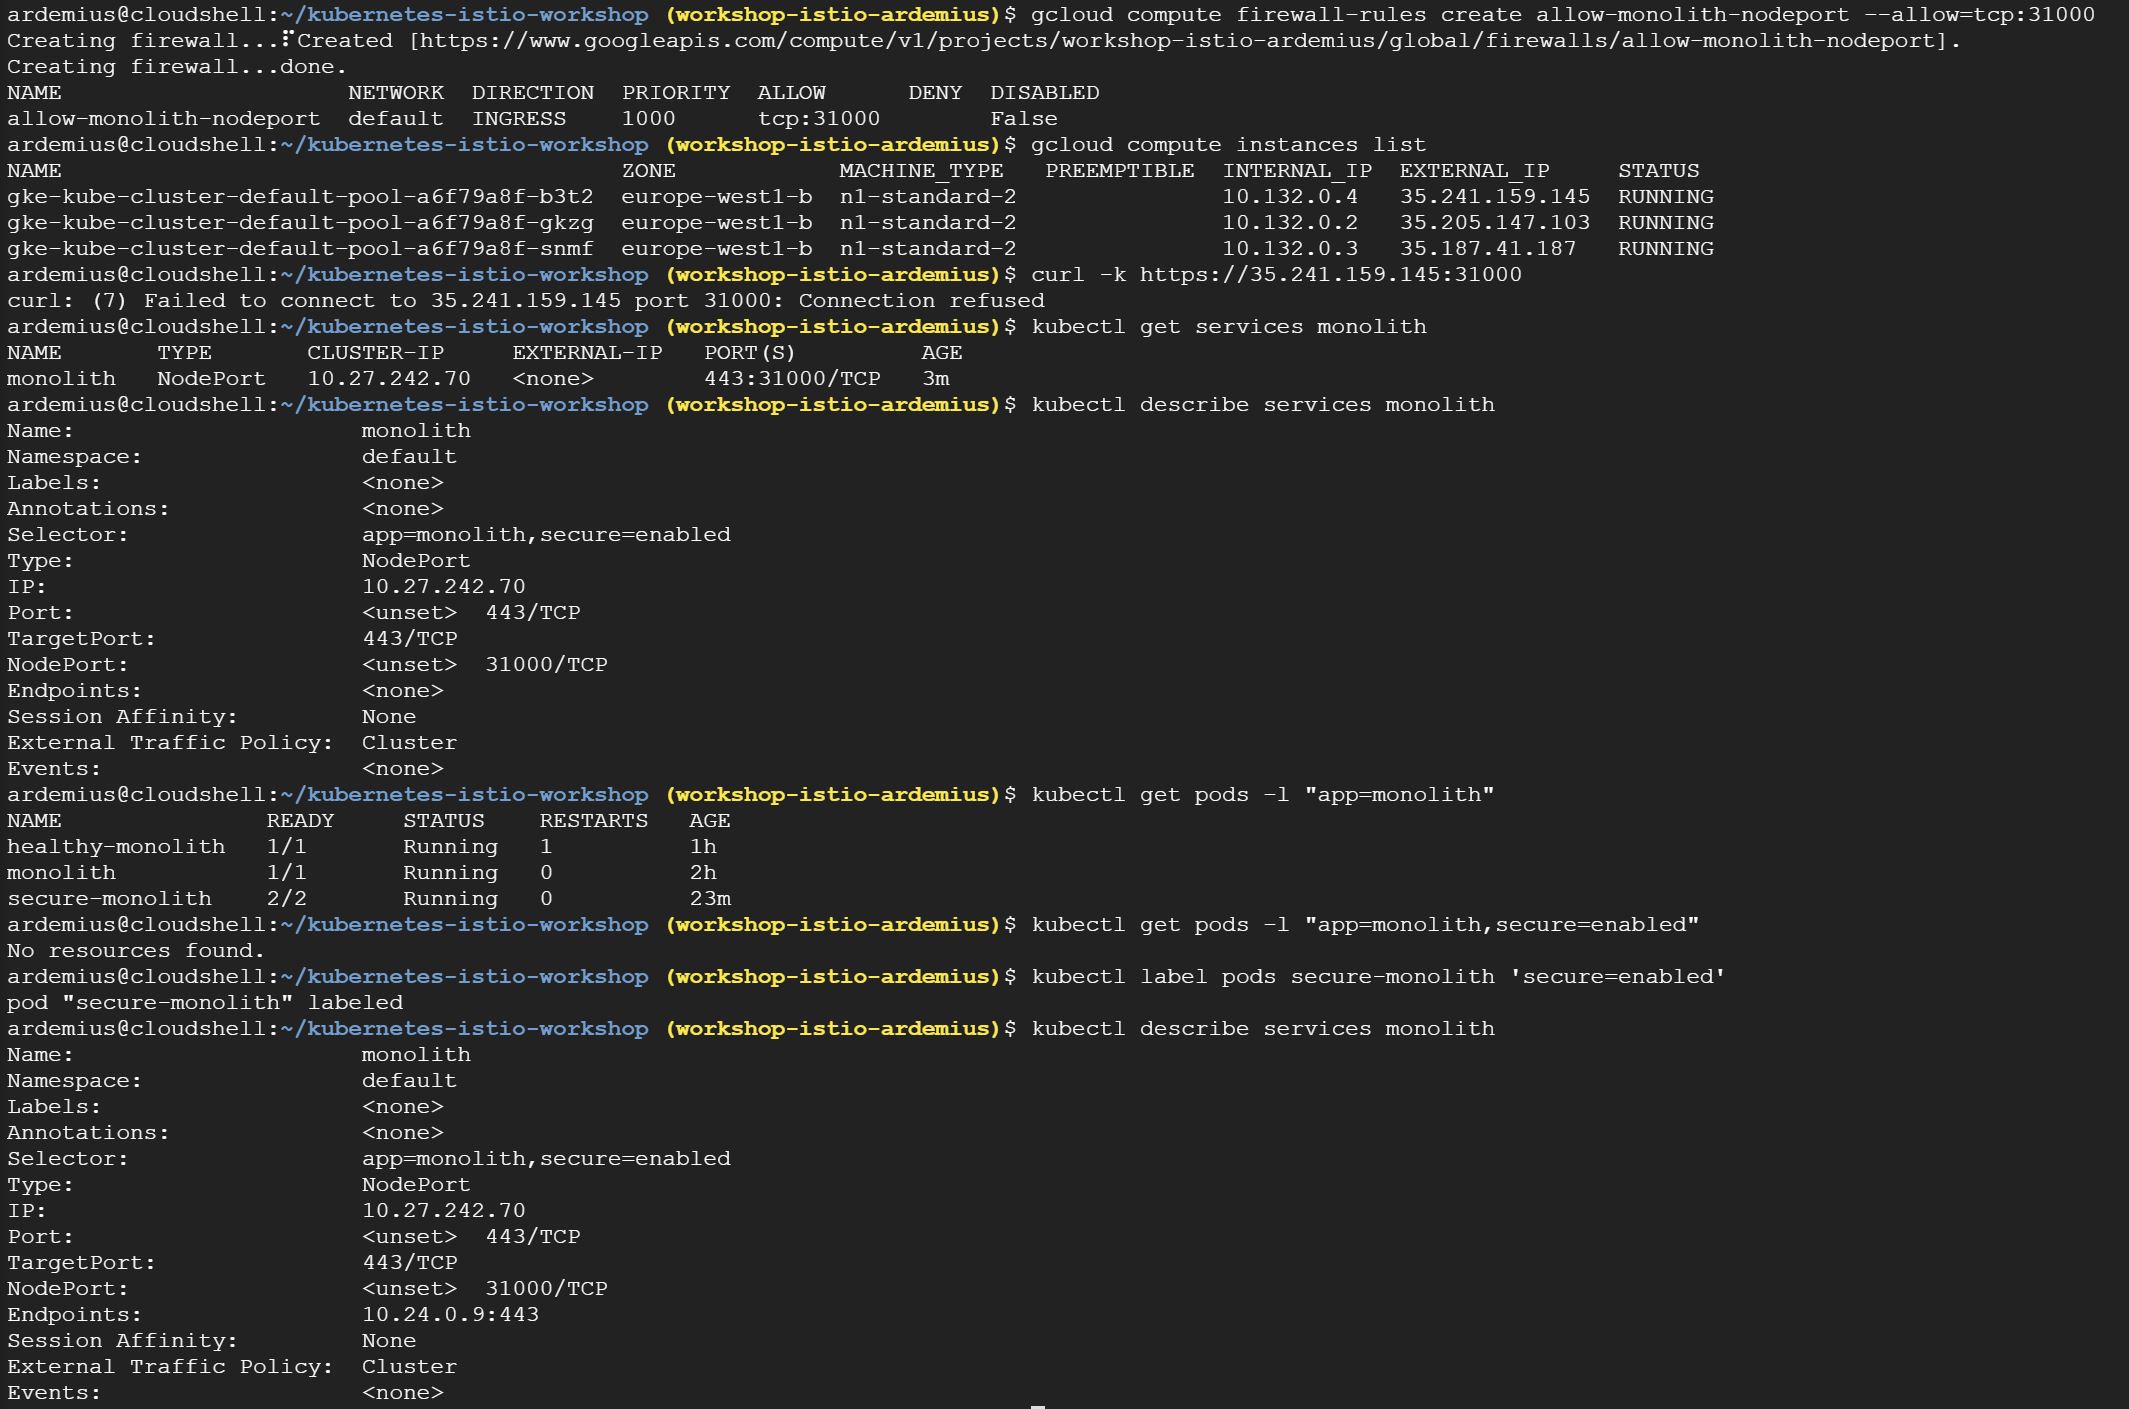 ardemius@cloudshell:~/kubernetes-istio-workshop (workshop-istio-ardemius)$ gcloud compute firewall-rules create allow-monolith-nodeport --allow=tcp:31000
Creating firewall...⠏Created [https://www.googleapis.com/compute/v1/projects/workshop-istio-ardemius/global/firewalls/allow-monolith-nodeport].
Creating firewall...done.
NAME                     NETWORK  DIRECTION  PRIORITY  ALLOW      DENY  DISABLED
allow-monolith-nodeport  default  INGRESS    1000      tcp:31000        False
ardemius@cloudshell:~/kubernetes-istio-workshop (workshop-istio-ardemius)$ gcloud compute instances list
NAME                                         ZONE            MACHINE_TYPE   PREEMPTIBLE  INTERNAL_IP  EXTERNAL_IP     STATUS
gke-kube-cluster-default-pool-a6f79a8f-b3t2  europe-west1-b  n1-standard-2               10.132.0.4   35.241.159.145  RUNNING
gke-kube-cluster-default-pool-a6f79a8f-gkzg  europe-west1-b  n1-standard-2               10.132.0.2   35.205.147.103  RUNNING
gke-kube-cluster-default-pool-a6f79a8f-snmf  europe-west1-b  n1-standard-2               10.132.0.3   35.187.41.187   RUNNING
ardemius@cloudshell:~/kubernetes-istio-workshop (workshop-istio-ardemius)$ curl -k https://35.241.159.145:31000
curl: (7) Failed to connect to 35.241.159.145 port 31000: Connection refused
ardemius@cloudshell:~/kubernetes-istio-workshop (workshop-istio-ardemius)$ kubectl get services monolith
NAME       TYPE       CLUSTER-IP     EXTERNAL-IP   PORT(S)         AGE
monolith   NodePort   10.27.242.70   <none>        443:31000/TCP   3m
ardemius@cloudshell:~/kubernetes-istio-workshop (workshop-istio-ardemius)$ kubectl describe services monolith
Name:                     monolith
Namespace:                default
Labels:                   <none>
Annotations:              <none>
Selector:                 app=monolith,secure=enabled
Type:                     NodePort
IP:                       10.27.242.70
Port:                     <unset>  443/TCP
TargetPort:               443/TCP
NodePort:                 <unset>  31000/TCP
Endpoints:                <none>
Session Affinity:         None
External Traffic Policy:  Cluster
Events:                   <none>
ardemius@cloudshell:~/kubernetes-istio-workshop (workshop-istio-ardemius)$ kubectl get pods -l "app=monolith"
NAME               READY     STATUS    RESTARTS   AGE
healthy-monolith   1/1       Running   1          1h
monolith           1/1       Running   0          2h
secure-monolith    2/2       Running   0          23m
ardemius@cloudshell:~/kubernetes-istio-workshop (workshop-istio-ardemius)$ kubectl get pods -l "app=monolith,secure=enabled"
No resources found.
ardemius@cloudshell:~/kubernetes-istio-workshop (workshop-istio-ardemius)$ kubectl label pods secure-monolith 'secure=enabled'
pod "secure-monolith" labeled
ardemius@cloudshell:~/kubernetes-istio-workshop (workshop-istio-ardemius)$ kubectl describe services monolith
Name:                     monolith
Namespace:                default
Labels:                   <none>
Annotations:              <none>
Selector:                 app=monolith,secure=enabled
Type:                     NodePort
IP:                       10.27.242.70
Port:                     <unset>  443/TCP
TargetPort:               443/TCP
NodePort:                 <unset>  31000/TCP
Endpoints:                10.24.0.9:443
Session Affinity:         None
External Traffic Policy:  Cluster
Events:                   <none>